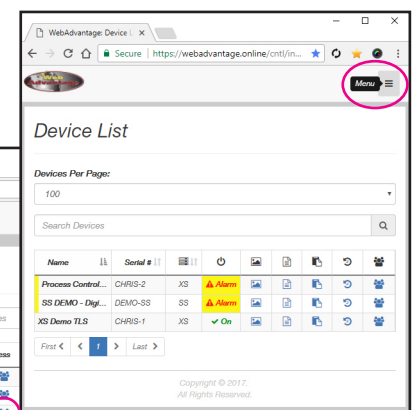 WebAdvantage: Device L
Secure https://webadvantage.online/cntl/in...
Menu
Device List
Devices Per Page:
100
Search Devices
Name Serial #
Process Control... CHRIS-2 XS Alarm
SS DEMO - Digi... DEMO-SS SS Alarm
XS Demo TLS CHRIS-1 XS On
First 1 Last
Copyright © 2017.
All Rights Reserved.
es
ess